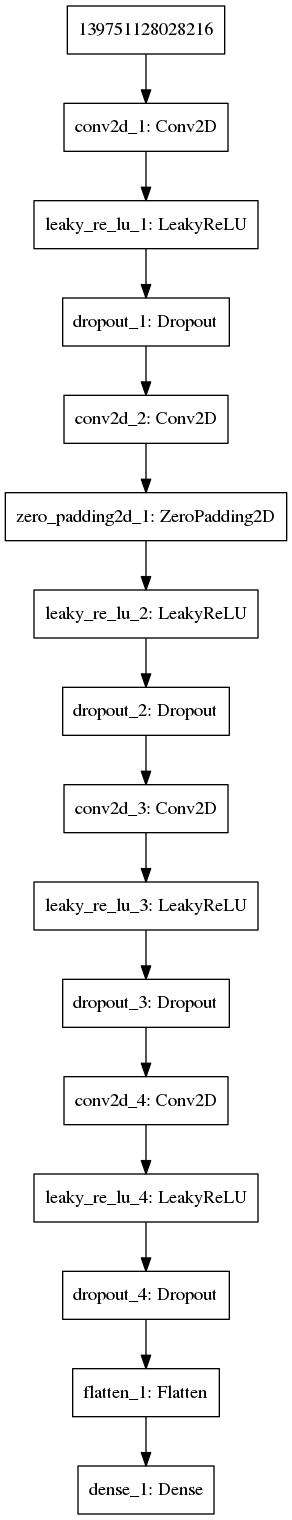 139751128028216
conv2d_1: Conv2D
leaky_re_lu_1: LeakyReLU
dropout_1: Dropout
conv2d_2: Conv2D
zero_padding2d_1: ZeroPadding2D
leaky_re_lu_2: LeakyReLU
dropout_2: Dropout
conv2d_3: Conv2D
leaky_re_lu_3: LeakyReLU
dropout_3: Dropout
conv2d_4: Conv2D
leaky_re_lu_4: LeakyReLU
dropout_4: Dropout
flatten_1: Flatten
dense_1: Dense